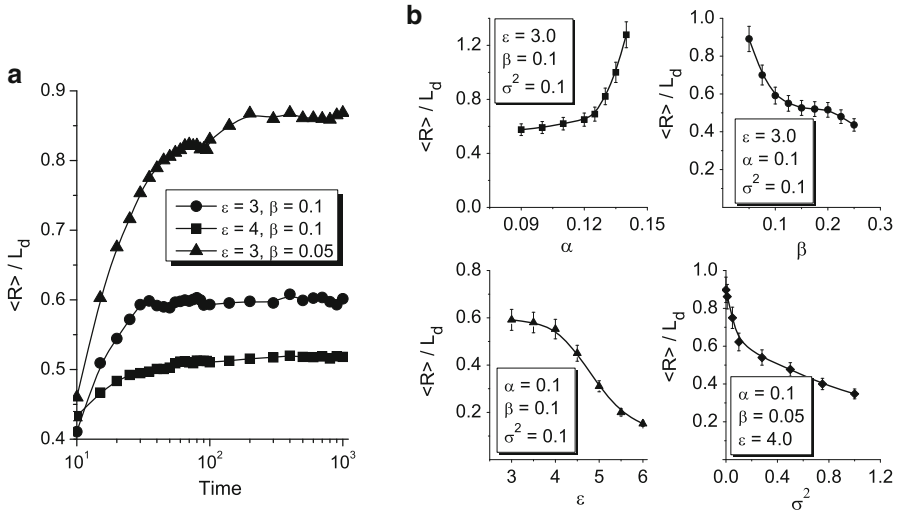 a
<R> / L_d
0.9
0.8
0.7
0.6
0.5
0.4
ε = 3, β = 0.1
ε = 4, β = 0.1
ε = 3, β = 0.05
10^1 10^2 10^3
Time
b
<R> / L_d
1.2
0.8
0.4
0.0
ε = 3.0
β = 0.1
σ^2 = 0.1
0.09 0.12 0.15
α
<R> / L_d
1.0
0.8
0.6
0.4
0.2
ε = 3.0
α = 0.1
σ^2 = 0.1
0.1 0.2 0.3
β
<R> / L_d
0.8
0.6
0.4
0.2
α = 0.1
β = 0.1
σ^2 = 0.1
3 4 5 6
ε
<R> / L_d
1.0
0.8
0.6
0.4
0.2
α = 0.1
β = 0.05
ε = 4.0
0.0 0.4 0.8 1.2
σ^2